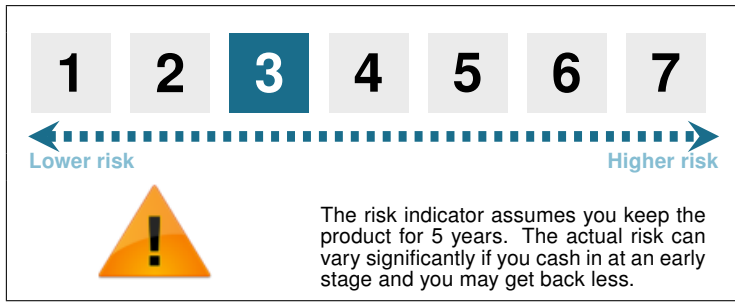 1 2 3 4 5 6 7
Lower risk Higher risk
!
The risk indicator assumes you keep the
product for 5 years. The actual risk can
vary significantly if you cash in at an early
stage and you may get back less.